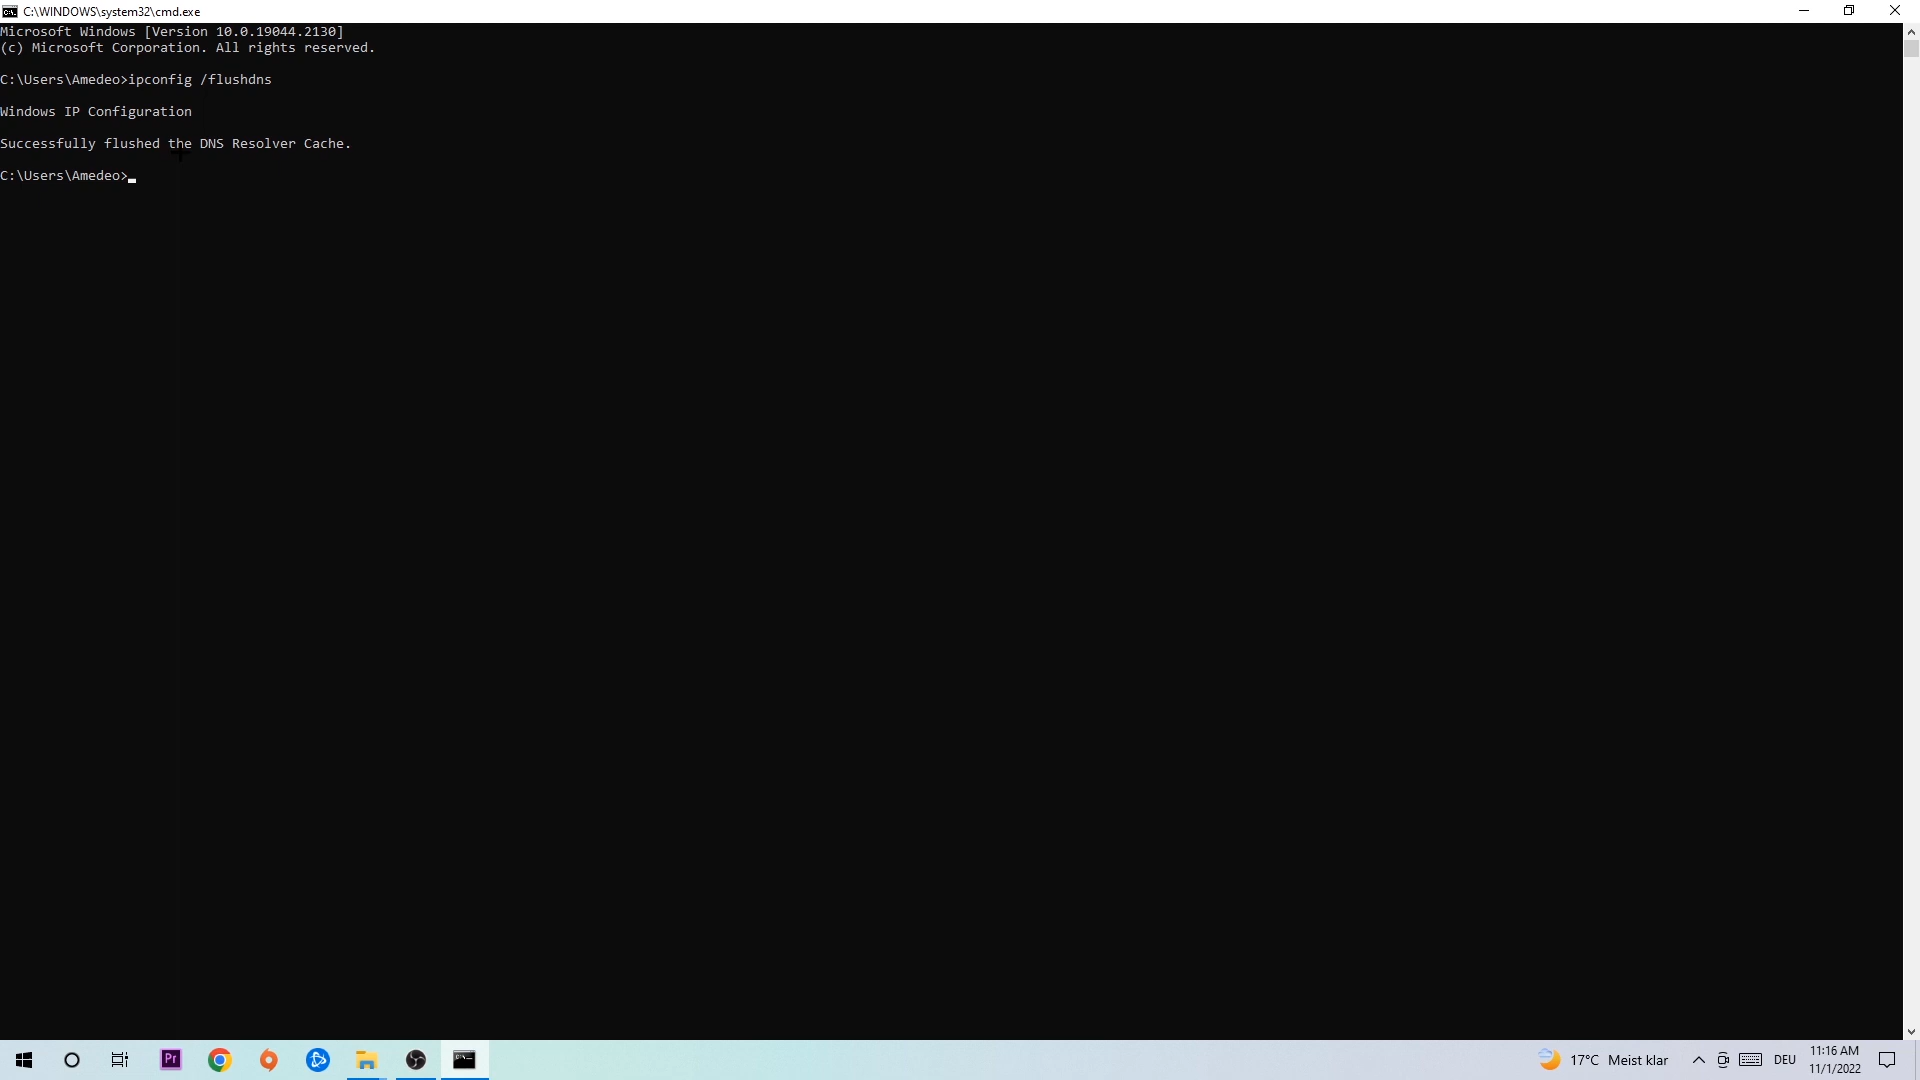 C:\WINDOWS\system32\cmd.exe
Microsoft Windows [Version 10.0.19044.2130]
(c) Microsoft Corporation. All rights reserved.
C:\Users\Amedeo>ipconfig /flushdns
Windows IP Configuration
Successfully flushed the DNS Resolver Cache.
C:\Users\Amedeo>
Pr
17°C Meist klar
DEU
11:16 AM
11/1/2022